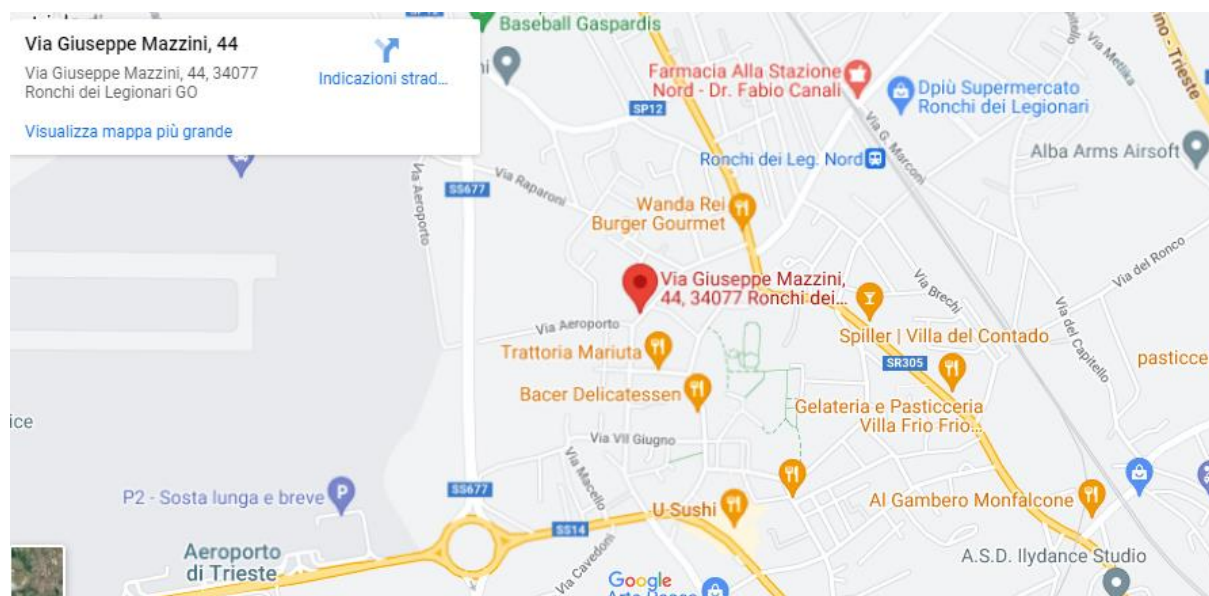 Via Giuseppe Mazzini, 44
Via Giuseppe Mazzini, 44, 34077
Ronchi dei Legionari GO
Indicazioni strad...
Visualizza mappa più grande
Baseball Gaspardis
Farmacia Alla Stazione
Nord - Dr. Fabio Canali
Dpiù Supermercato
Ronchi dei Legionari
Via Metlika
ino - Trieste
SP12
Via G. Marconi
Alba Arms Airsoft
Ronchi dei Leg. Nord
Via Raparoni
Via Aeroporto
SS677
Wanda Rei
Burger Gourmet
Via del Ronco
Via Giuseppe Mazzini,
44, 34077 Ronchi dei...
Via Brechi
Via Aeroporto
Spiller | Villa del Contado
Via del Capitello
Trattoria Mariuta
SR305
pasticce
Bacer Delicatessen
Gelateria e Pasticceria
Villa Frio Frio...
ice
Via VII Giugno
Via Macello
P2 - Sosta lunga e breve
SS677
U Sushi
Al Gambero Monfalcone
SS14
Aeroporto
di Trieste
Via Cavedoni
A.S.D. Ilydance Studio
Google